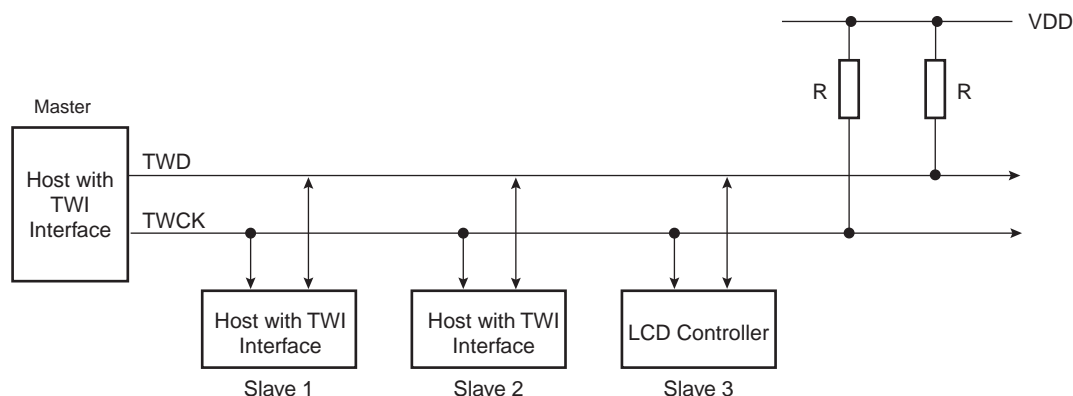 VDD
R
R
Master
Host with
TWI
Interface
TWD
TWCK
Host with TWI
Interface
Host with TWI
Interface
LCD Controller
Slave 1
Slave 2
Slave 3